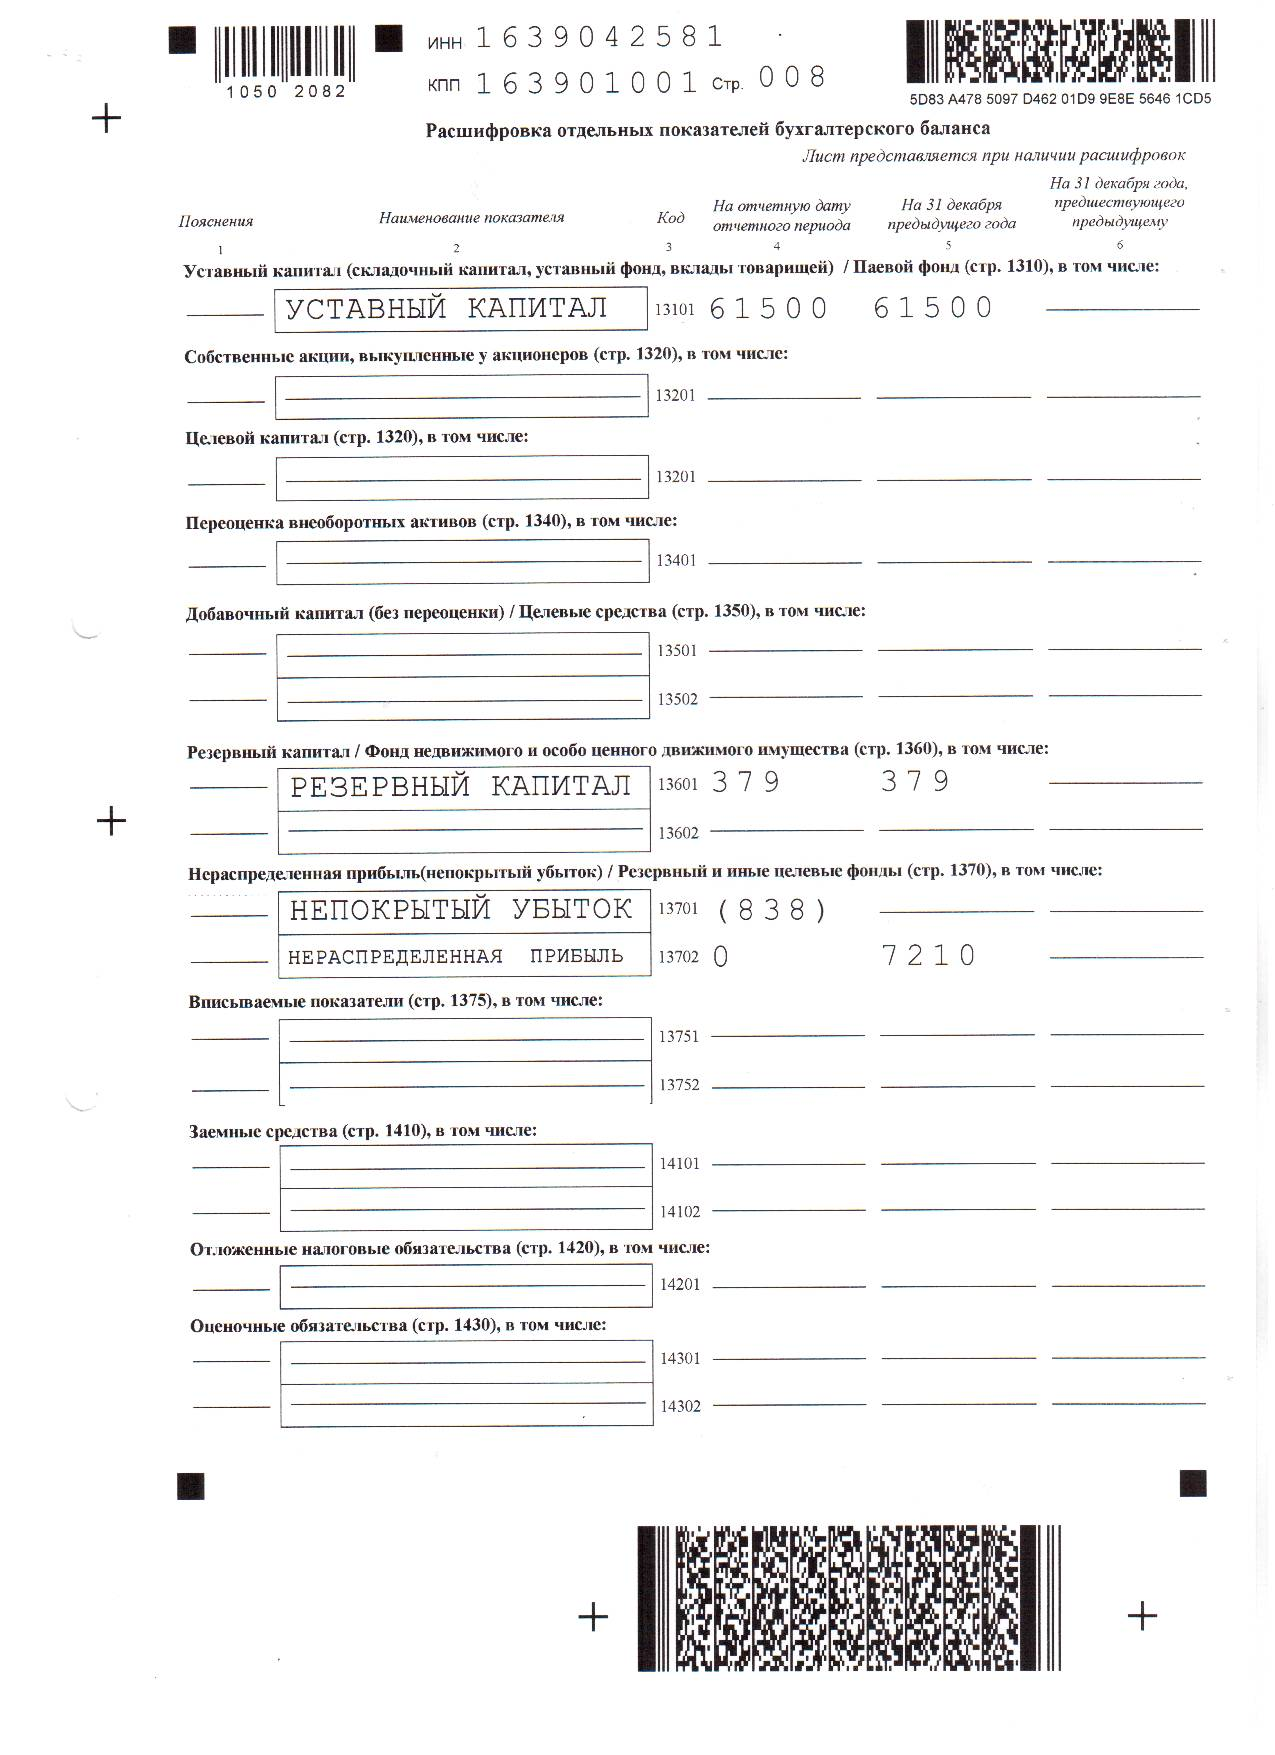 ИНН 1639042581
1050 2082
КПП 163901001 Стр. 008
5D83 A478 5097 D462 01D9 9E8E 5646 1CD5
Расшифровка отдельных показателей бухгалтерского баланса
Лист представляется при наличии расшифровок
Пояснения Наименование показателя Код На отчетную дату отчетного периода На 31 декабря предыдущего года На 31 декабря года, предшествующего предыдущему
1 2 3 4 5 6
Уставный капитал (складочный капитал, уставный фонд, вклады товарищей) / Паевой фонд (стр. 1310), в том числе:
УСТАВНЫЙ КАПИТАЛ 13101 61500 61500
Собственные акции, выкупленные у акционеров (стр. 1320), в том числе:
13201
Целевой капитал (стр. 1320), в том числе:
13201
Переоценка внеоборотных активов (стр. 1340), в том числе:
13401
Добавочный капитал (без переоценки) / Целевые средства (стр. 1350), в том числе:
13501
13502
Резервный капитал / Фонд недвижимого и особо ценного движимого имущества (стр. 1360), в том числе:
РЕЗЕРВНЫЙ КАПИТАЛ 13601 379 379
13602
Нераспределенная прибыль(непокрытый убыток) / Резервный и иные целевые фонды (стр. 1370), в том числе:
НЕПОКРЫТЫЙ УБЫТОК 13701 (838)
НЕРАСПРЕДЕЛЕННАЯ ПРИБЫЛЬ 13702 0 7210
Вписываемые показатели (стр. 1375), в том числе:
13751
13752
Заемные средства (стр. 1410), в том числе:
14101
14102
Отложенные налоговые обязательства (стр. 1420), в том числе:
14201
Оценочные обязательства (стр. 1430), в том числе:
14301
14302